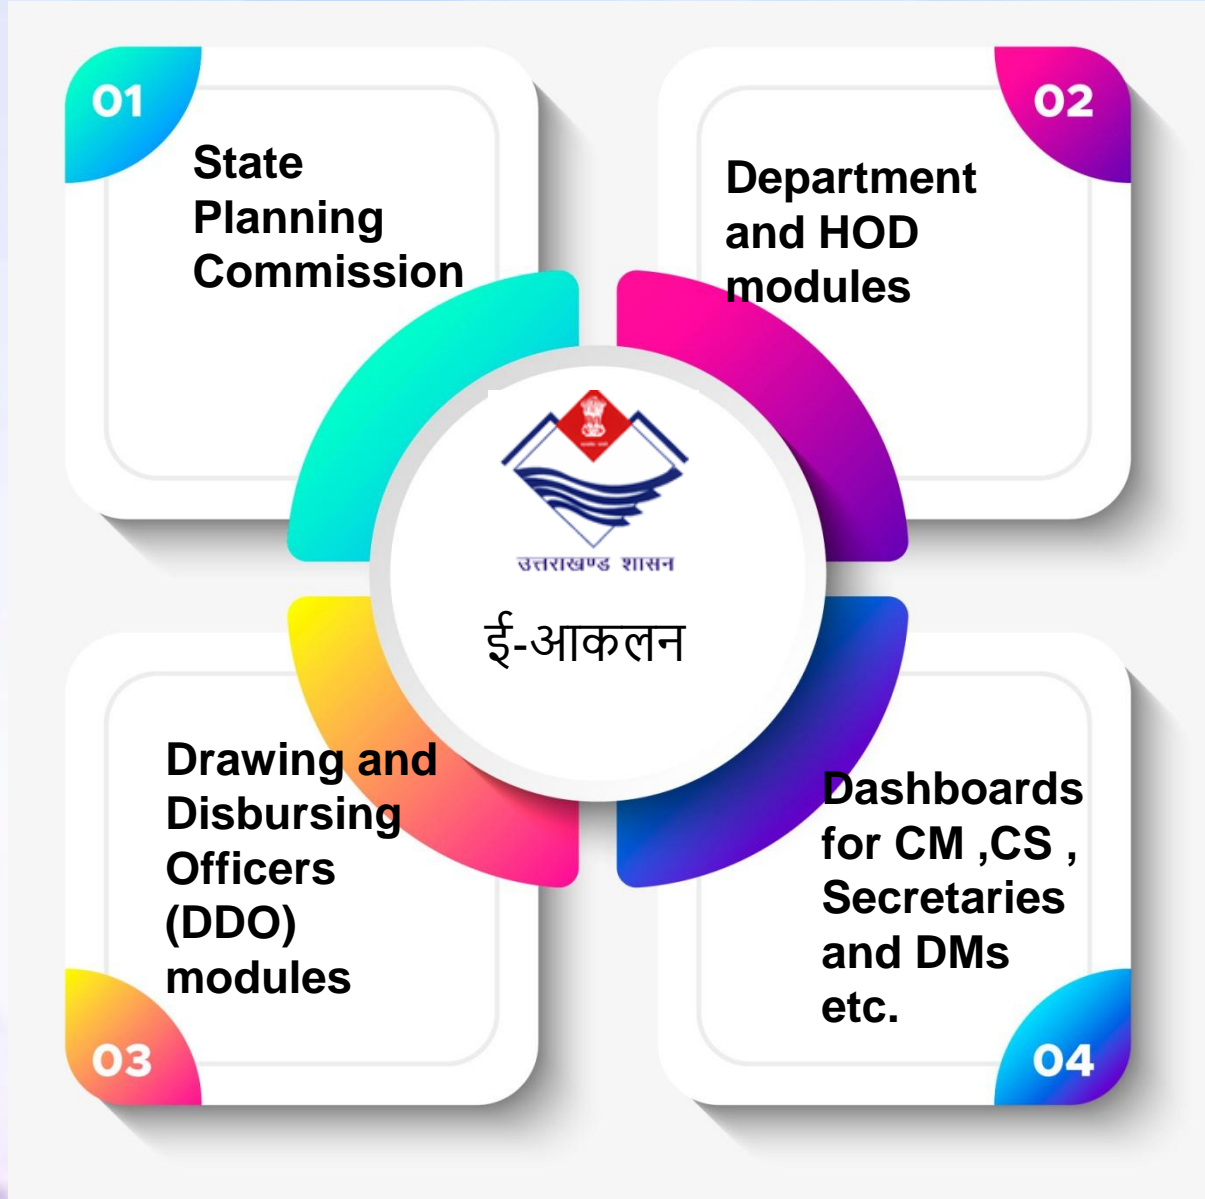 01
State
Planning
Commission
02
Department
and HOD
modules
उत्तराखण्ड शासन
ई-आकलन
Drawing and
Disbursing
Officers
(DDO)
modules
03
Dashboards
for CM ,CS ,
Secretaries
and DMs
etc.
04